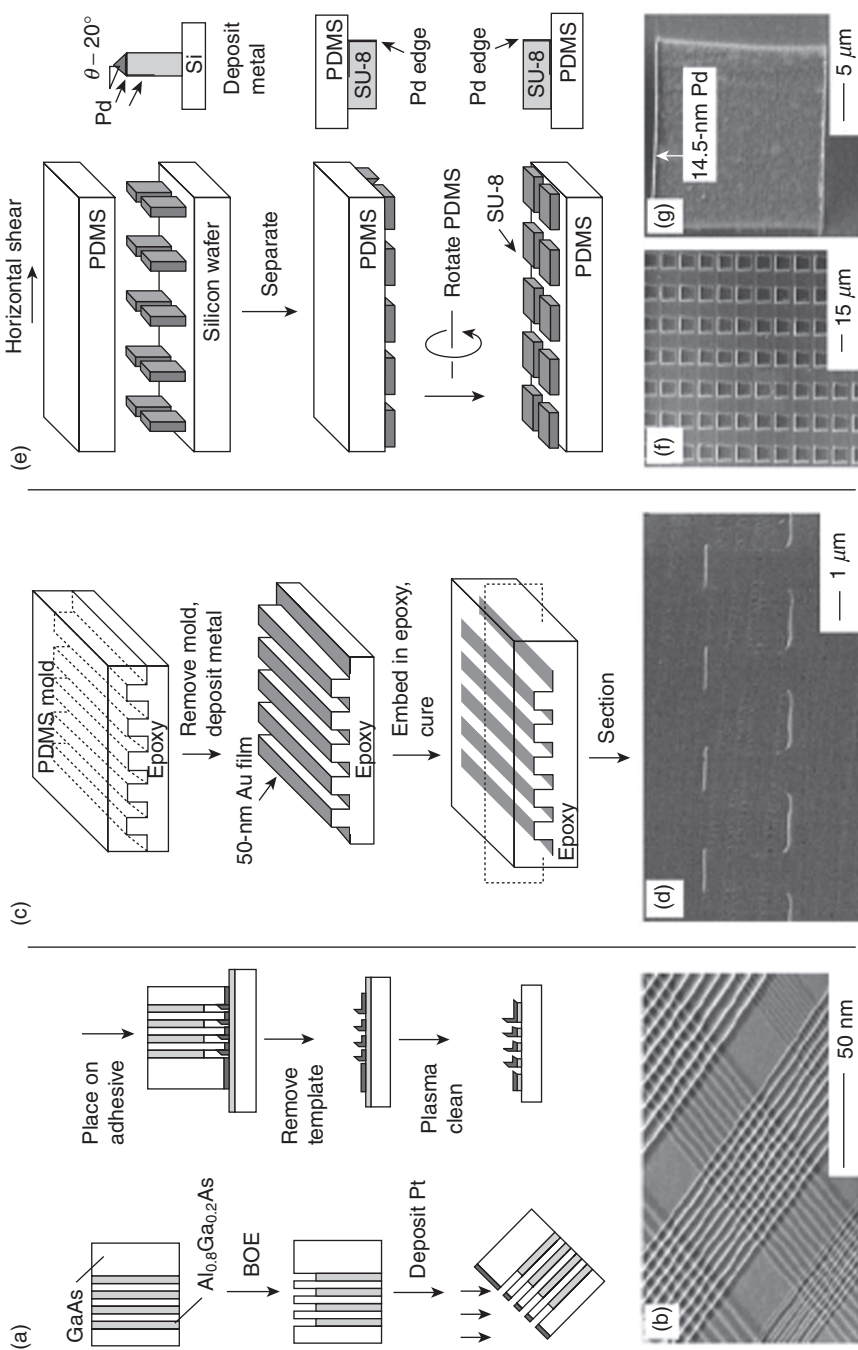 (a)
GaAs
Al0.8Ga0.2As
BOE
Deposit Pt
Place on
adhesive
Remove
template
Plasma
clean
(b)
50 nm
(c)
PDMS mold
Epoxy
Remove mold,
deposit metal
50-nm Au film
Epoxy
Embed in epoxy,
cure
Epoxy
Section
(d)
1 μm
(e)
Horizontal shear
PDMS
Silicon wafer
Separate
PDMS
Rotate PDMS
SU-8
PDMS
θ – 20°
Pd
Si
Deposit
metal
PDMS
SU-8
Pd edge
Pd edge
SU-8
PDMS
(f)
15 μm
(g)
14.5-nm Pd
5 μm